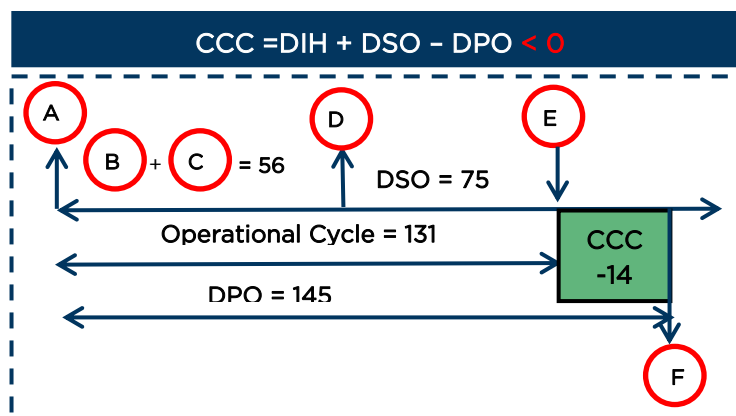 CCC =DIH + DSO – DPO < 0
A
B + C = 56
D
DSO = 75
E
Operational Cycle = 131
CCC
-14
DPO = 145
F